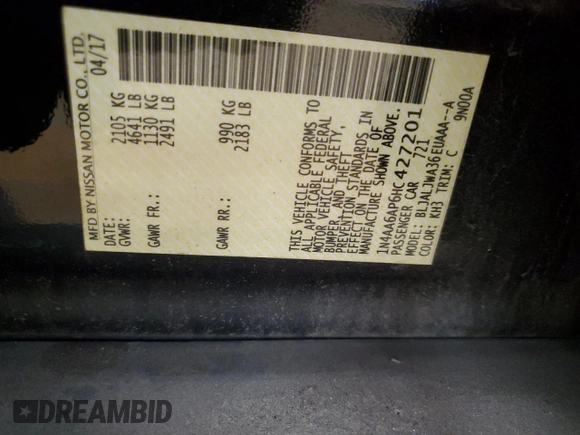 MFD BY NISSAN MOTOR CO., LTD.
04/17
GVWR: 2105 KG
4641 LB
GAWR FR.: 1130 KG
2491 LB
GAWR RR.: 990 KG
2183 LB
THIS VEHICLE CONFORMS TO
ALL APPLICABLE FEDERAL
MOTOR VEHICLE SAFETY,
BUMPER, AND THEFT
PREVENTION STANDARDS IN
EFFECT ON THE DATE OF
MANUFACTURE SHOWN ABOVE.
1N4AA6AP6HC427201
PASSENGER CAR 721
MODEL: BLJALJWA36EUAAA--A
COLOR: KH3 TRIM: C 9N00A
DREAMBID